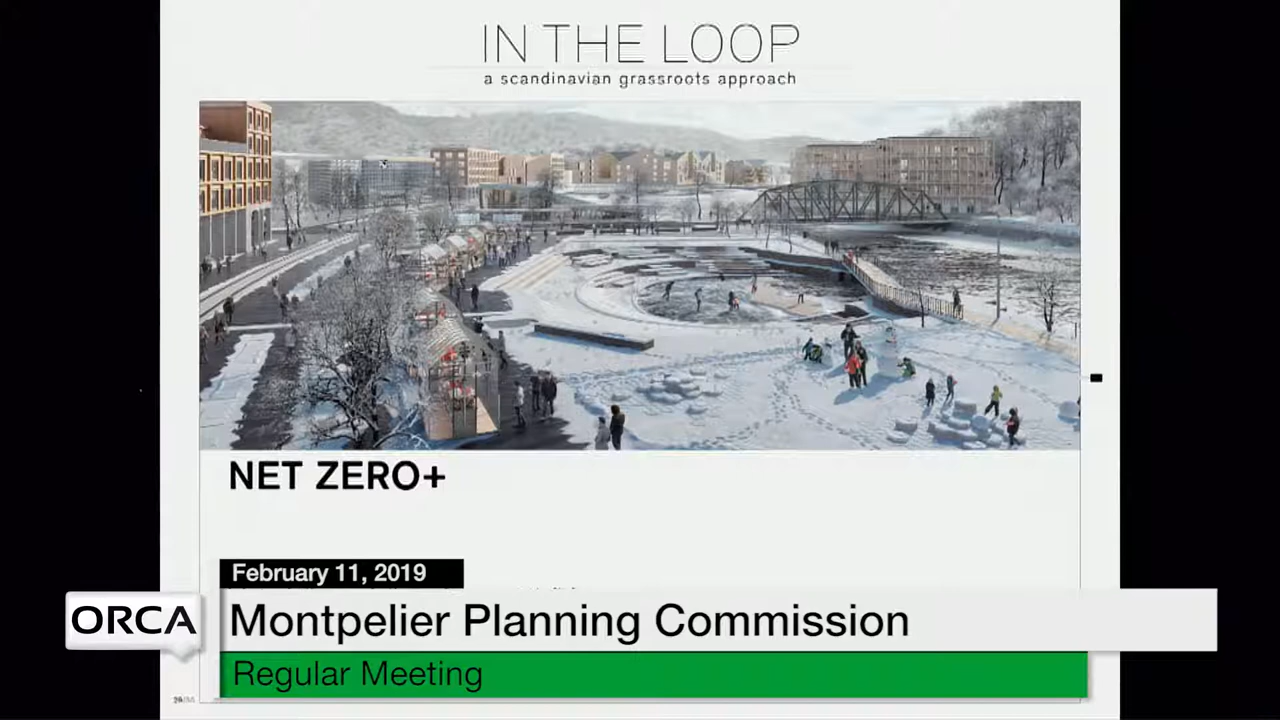 IN THE LOOP
a scandinavian grassroots approach
NET ZERO+
February 11, 2019
ORCA
Montpelier Planning Commission
Regular Meeting